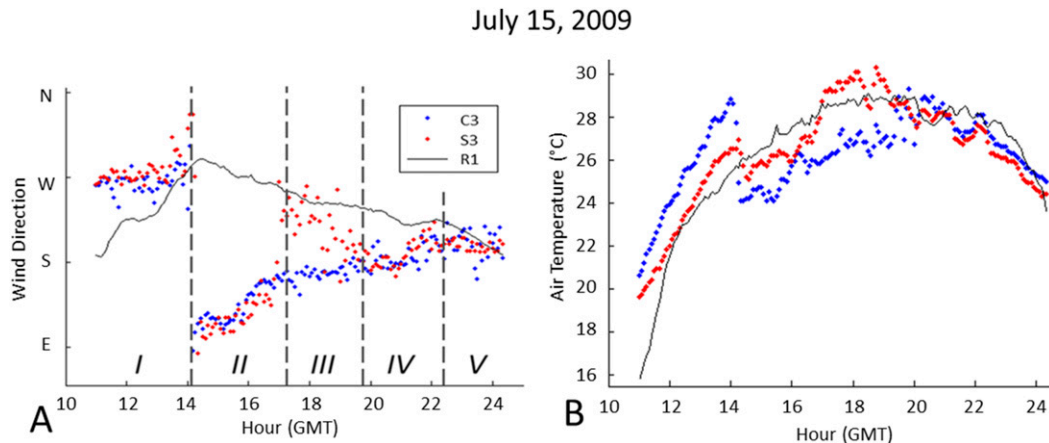 July 15, 2009
N
W
S
E
Wind Direction
C3
S3
R1
I II III IV V
10 12 14 16 18 20 22 24
Hour (GMT)
A
30
28
26
24
22
20
18
16
Air Temperature (°C)
10 12 14 16 18 20 22 24
Hour (GMT)
B